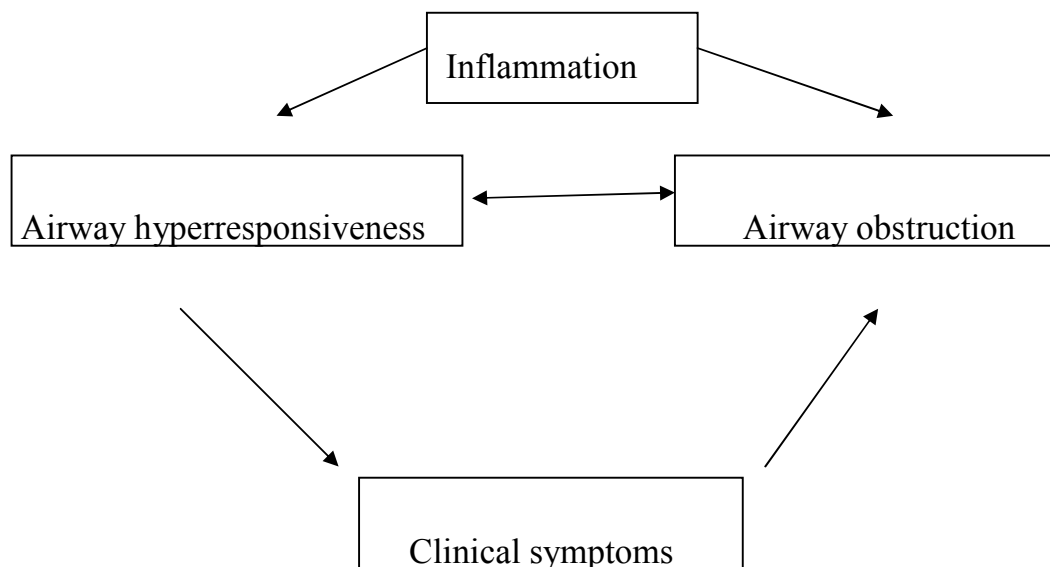 Inflammation
Airway hyperresponsiveness
Airway obstruction
Clinical symptoms